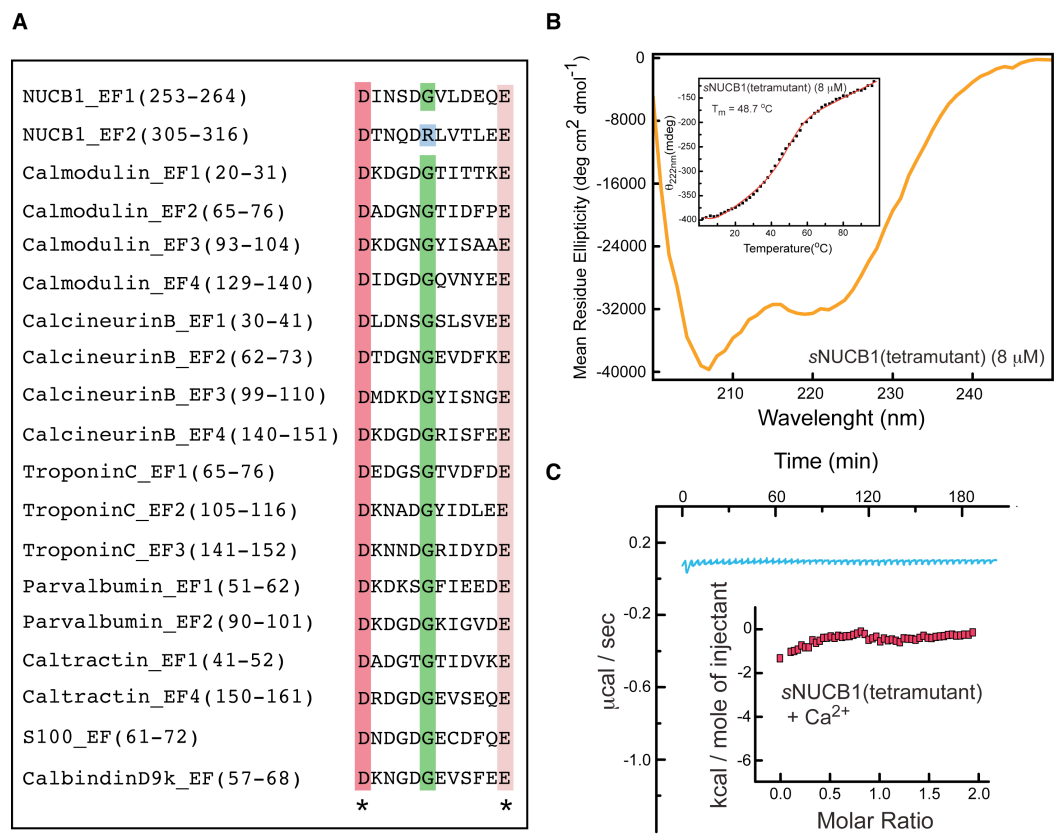 A
NUCB1_EF1(253-264) DINSDGVLDEQE
NUCB1_EF2(305-316) DTNQDRLVTLEE
Calmodulin_EF1(20-31) DKDGDGTITTKE
Calmodulin_EF2(65-76) DADGNGTIDFPE
Calmodulin_EF3(93-104) DKDGNGYISAAE
Calmodulin_EF4(129-140) DIDGDGQVNYEE
CalcineurinB_EF1(30-41) DLDNSGSLSVEE
CalcineurinB_EF2(62-73) DTDGNGEVDFKE
CalcineurinB_EF3(99-110) DMDKDGYISNGE
CalcineurinB_EF4(140-151) DKDGDGRISFEE
TroponinC_EF1(65-76) DEDGSGTVDFDE
TroponinC_EF2(105-116) DKNADGYIDLEE
TroponinC_EF3(141-152) DKNNDGRIDYDE
Parvalbumin_EF1(51-62) DKDKSGFIEEDE
Parvalbumin_EF2(90-101) DKDGDGKIGVDE
Caltractin_EF1(41-52) DADGTGTIDVKE
Caltractin_EF4(150-161) DRDGDGEVSEQE
S100_EF(61-72) DNDGDGECDFQE
CalbindinD9k_EF(57-68) DKNGDGEVSFEE
* *
B
Mean Residue Ellipticity (deg cm2 dmol-1)
0
-8000
-16000
-24000
-32000
-40000
210 220 230 240
Wavelenght (nm)
sNUCB1(tetramutant) (8 μM)
θ222nm(mdeg)
-150
-200
-250
-300
-350
-400
sNUCB1(tetramutant) (8 μM)
Tm = 48.7 oC
20 40 60 80
Temperature(oC)
C
Time (min)
0 60 120 180
μcal / sec
0.2
-0.2
-0.6
-1.0
kcal / mole of injectant
0
-2
-4
-6
sNUCB1(tetramutant)
+ Ca2+
0.0 0.5 1.0 1.5 2.0
Molar Ratio